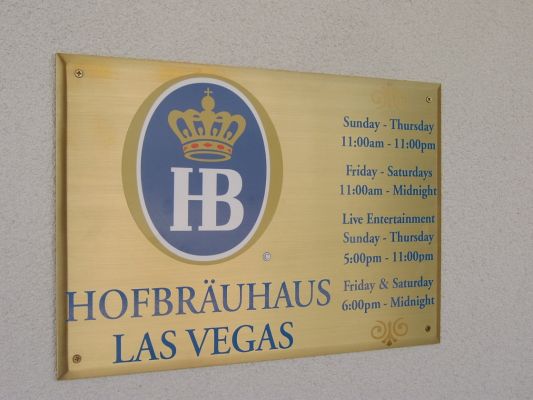 HB
©
HOFBRÄUHAUS
LAS VEGAS
Sunday - Thursday
11:00am - 11:00pm
Friday - Saturdays
11:00am - Midnight
Live Entertainment
Sunday - Thursday
5:00pm - 11:00pm
Friday & Saturday
6:00pm - Midnight